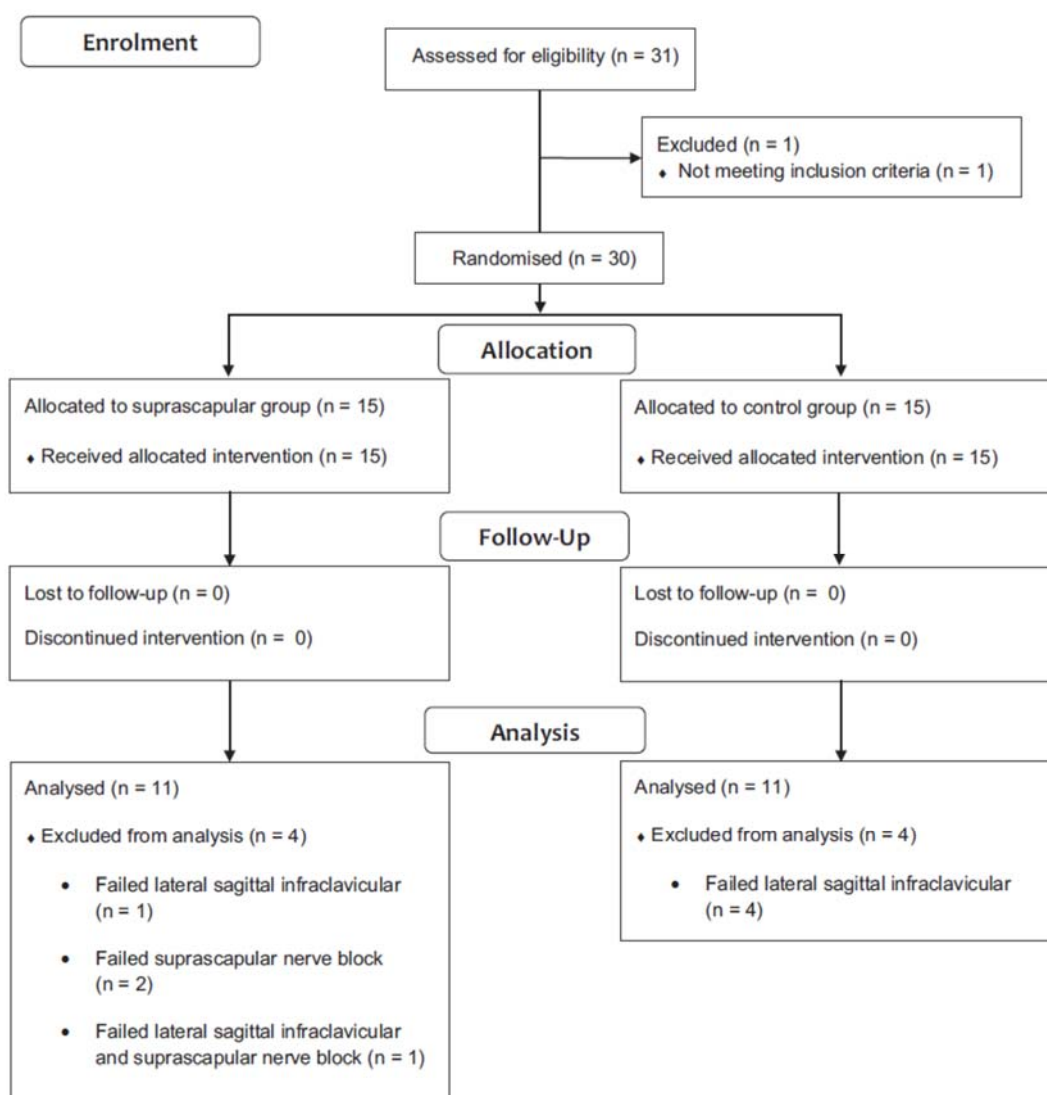 Enrolment
Assessed for eligibility (n = 31)
Excluded (n = 1)
♦ Not meeting inclusion criteria (n = 1)
Randomised (n = 30)
Allocation
Allocated to suprascapular group (n = 15)
♦ Received allocated intervention (n = 15)
Allocated to control group (n = 15)
♦ Received allocated intervention (n = 15)
Follow-Up
Lost to follow-up (n = 0)
Discontinued intervention (n = 0)
Lost to follow-up (n = 0)
Discontinued intervention (n = 0)
Analysis
Analysed (n = 11)
♦ Excluded from analysis (n = 4)
• Failed lateral sagittal infraclavicular
(n = 1)
• Failed suprascapular nerve block
(n = 2)
• Failed lateral sagittal infraclavicular
and suprascapular nerve block (n = 1)
Analysed (n = 11)
♦ Excluded from analysis (n = 4)
• Failed lateral sagittal infraclavicular
(n = 4)